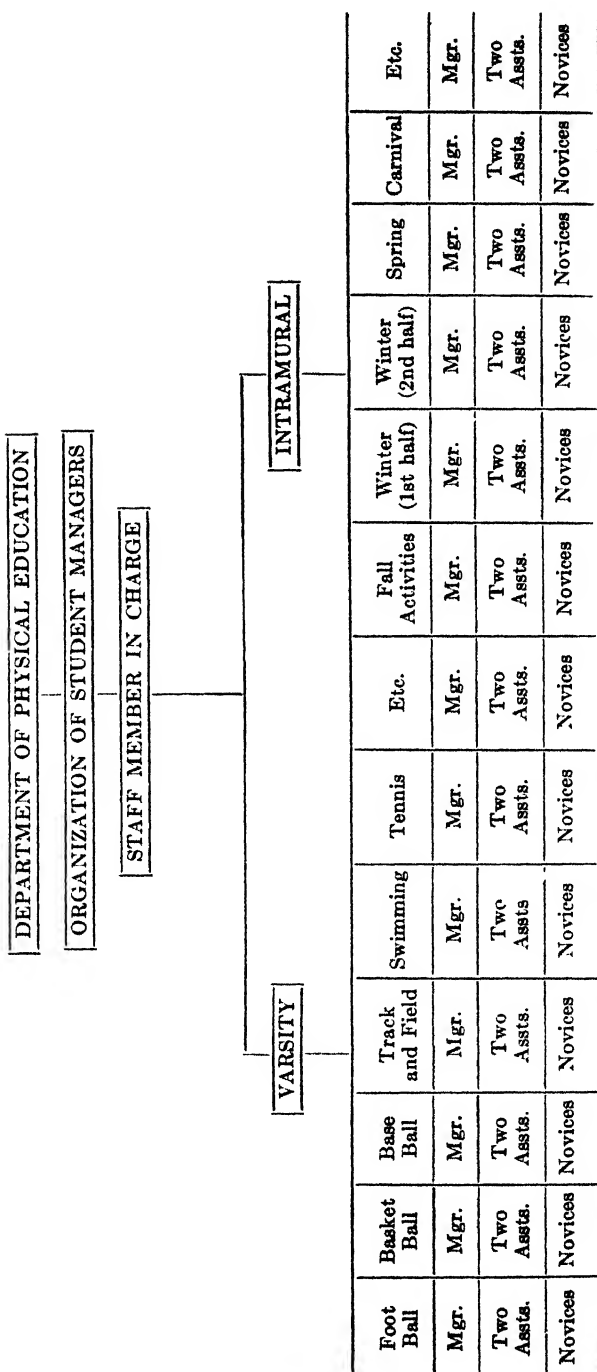 DEPARTMENT OF PHYSICAL EDUCATION
ORGANIZATION OF STUDENT MANAGERS
STAFF MEMBER IN CHARGE
VARSITY INTRAMURAL
Foot Ball Basket Ball Base Ball Track and Field Swimming Tennis Etc. Fall Activities Winter (1st half) Winter (2nd half) Spring Carnival Etc.
Mgr. Mgr. Mgr. Mgr. Mgr. Mgr. Mgr. Mgr. Mgr. Mgr. Mgr. Mgr. Mgr.
Two Assts. Two Assts. Two Assts. Two Assts. Two Assts Two Assts. Two Assts. Two Assts. Two Assts. Two Assts. Two Assts. Two Assts. Two Assts.
Novices Novices Novices Novices Novices Novices Novices Novices Novices Novices Novices Novices Novices